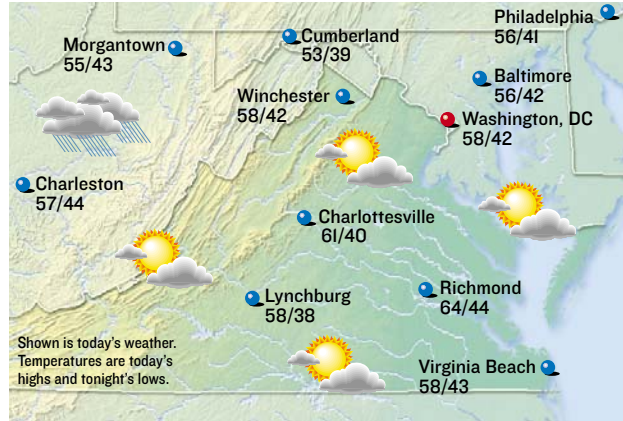 Philadelphia
56/41
Cumberland
53/39
Morgantown
55/43
Baltimore
56/42
Winchester
58/42
Washington, DC
58/42
Charleston
57/44
Charlottesville
61/40
Richmond
64/44
Lynchburg
58/38
Shown is today's weather.
Temperatures are today's
highs and tonight's lows.
Virginia Beach
58/43